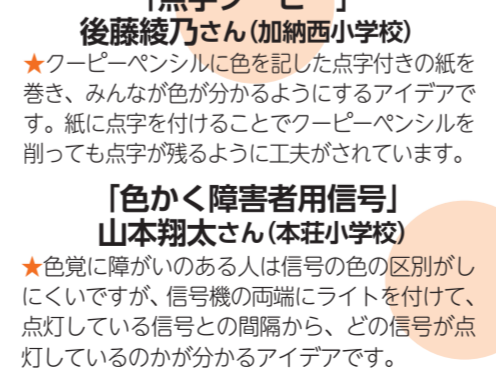 「点字クーピー」
後藤綾乃さん(加納西小学校)
★クーピーペンシルに色を記した点字付きの紙を
巻き、みんなが色が分かるようにするアイデアで
す。紙に点字を付けることでクーピーペンシルを
削っても点字が残るように工夫がされています。
「色かく障害者用信号」
山本翔太さん(本荘小学校)
★色覚に障がいのある人は信号の色の区別がし
にくいですが、信号機の両端にライトを付けて、
点灯している信号との間隔から、どの信号が点
灯しているのかが分かるアイデアです。